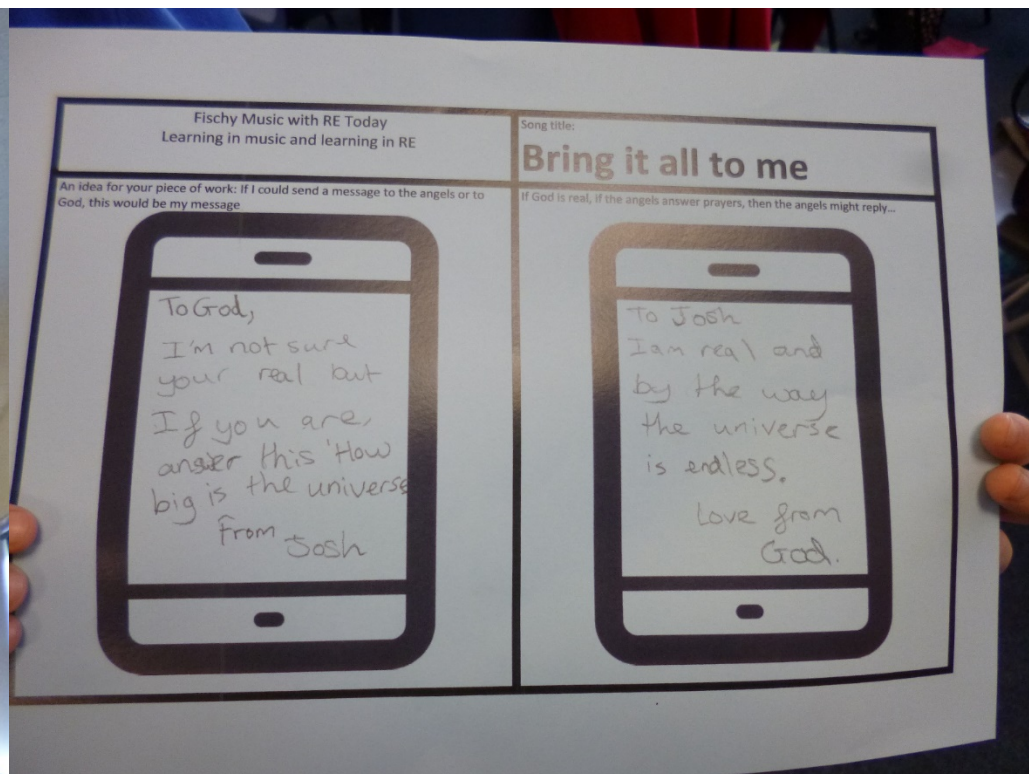 Fischy Music with RE Today
Learning in music and learning in RE
Song title:
Bring it all to me
An idea for your piece of work: If I could send a message to the angels or to
God, this would be my message
To God,
I'm not sure
your real but
If you are,
answer this 'How
big is the universe
From
Josh
If God is real, if the angels answer prayers, then the angels might reply...
To Josh
I am real and
by the way
the universe
is endless.
Love from
God.